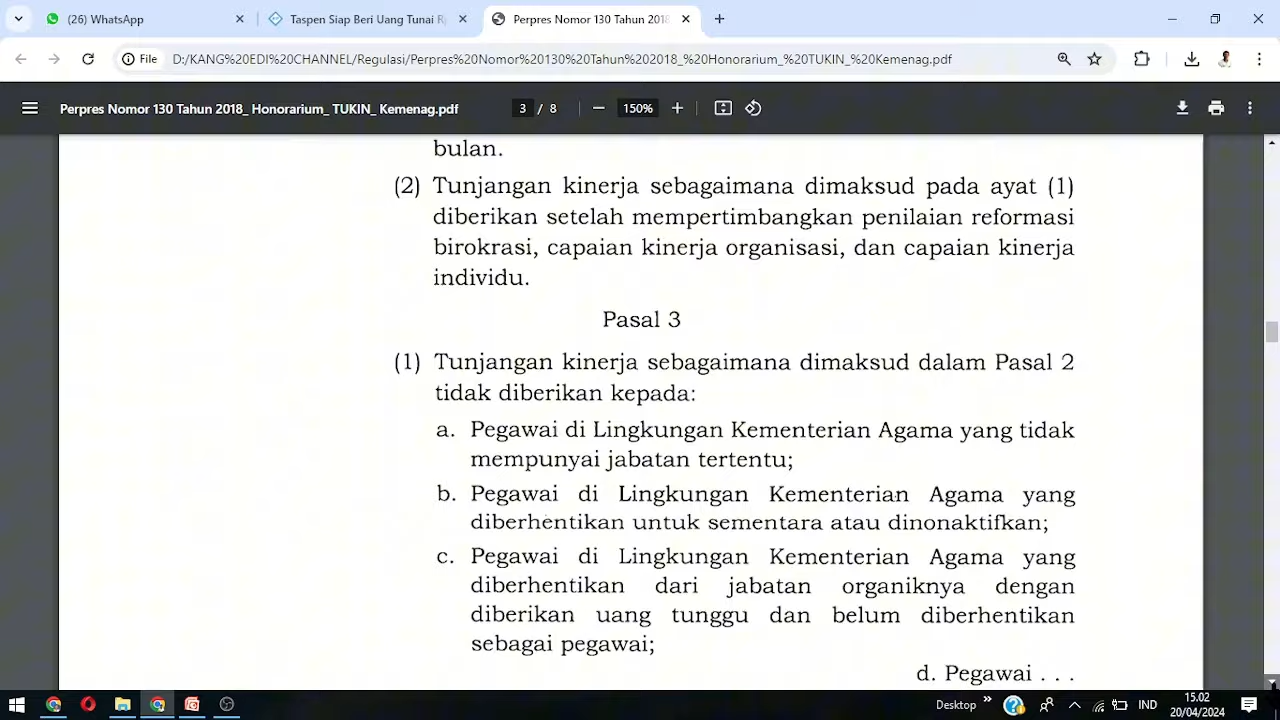 (26) WhatsApp
Taspen Siap Beri Uang Tunai
Perpres Nomor 130 Tahun 2018
File
D:/KANG%20EDI%20CHANNEL/Regulasi/Perpres%20Nomor%20130%20Tahun%202018_%20Honorarium_%20TUKIN_%20Kemenag.pdf
Perpres Nomor 130 Tahun 2018_ Honorarium_ TUKIN_ Kemenag.pdf
3 / 8
150%
bulan.
(2) Tunjangan kinerja sebagaimana dimaksud pada ayat (1)
diberikan setelah mempertimbangkan penilaian reformasi
birokrasi, capaian kinerja organisasi, dan capaian kinerja
individu.
Pasal 3
(1) Tunjangan kinerja sebagaimana dimaksud dalam Pasal 2
tidak diberikan kepada:
a. Pegawai di Lingkungan Kementerian Agama yang tidak
mempunyai jabatan tertentu;
b. Pegawai di Lingkungan Kementerian Agama yang
diberhentikan untuk sementara atau dinonaktifkan;
c. Pegawai di Lingkungan Kementerian Agama yang
diberhentikan dari jabatan organiknya dengan
diberikan uang tunggu dan belum diberhentikan
sebagai pegawai;
d. Pegawai . . .
Desktop
IND
15.02
20/04/2024